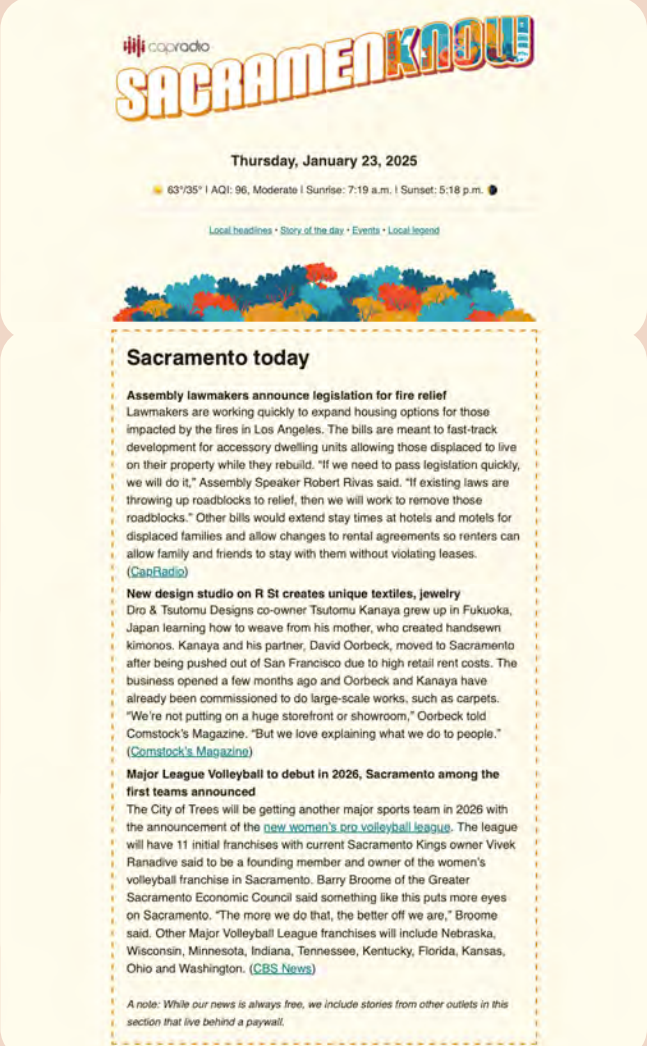 capradio
SACRAMENKNOW
Thursday, January 23, 2025
63°/35° | AQI: 96, Moderate | Sunrise: 7:19 a.m. | Sunset: 5:18 p.m.
Local headlines • Story of the day • Events • Local legend
Sacramento today
Assembly lawmakers announce legislation for fire relief
Lawmakers are working quickly to expand housing options for those
impacted by the fires in Los Angeles. The bills are meant to fast-track
development for accessory dwelling units allowing those displaced to live
on their property while they rebuild. “If we need to pass legislation quickly,
we will do it,” Assembly Speaker Robert Rivas said. “If existing laws are
throwing up roadblocks to relief, then we will work to remove those
roadblocks.” Other bills would extend stay times at hotels and motels for
displaced families and allow changes to rental agreements so renters can
allow family and friends to stay with them without violating leases.
(CapRadio)
New design studio on R St creates unique textiles, jewelry
Dro & Tsutomu Designs co-owner Tsutomu Kanaya grew up in Fukuoka,
Japan learning how to weave from his mother, who created handsewn
kimonos. Kanaya and his partner, David Oorbeck, moved to Sacramento
after being pushed out of San Francisco due to high retail rent costs. The
business opened a few months ago and Oorbeck and Kanaya have
already been commissioned to do large-scale works, such as carpets.
“We’re not putting on a huge storefront or showroom,” Oorbeck told
Comstock’s Magazine. “But we love explaining what we do to people.”
(Comstock’s Magazine)
Major League Volleyball to debut in 2026, Sacramento among the
first teams announced
The City of Trees will be getting another major sports team in 2026 with
the announcement of the new women’s pro volleyball league. The league
will have 11 initial franchises with current Sacramento Kings owner Vivek
Ranadive said to be a founding member and owner of the women’s
volleyball franchise in Sacramento. Barry Broome of the Greater
Sacramento Economic Council said something like this puts more eyes
on Sacramento. “The more we do that, the better off we are,” Broome
said. Other Major Volleyball League franchises will include Nebraska,
Wisconsin, Minnesota, Indiana, Tennessee, Kentucky, Florida, Kansas,
Ohio and Washington. (CBS News)
A note: While our news is always free, we include stories from other outlets in this
section that live behind a paywall.